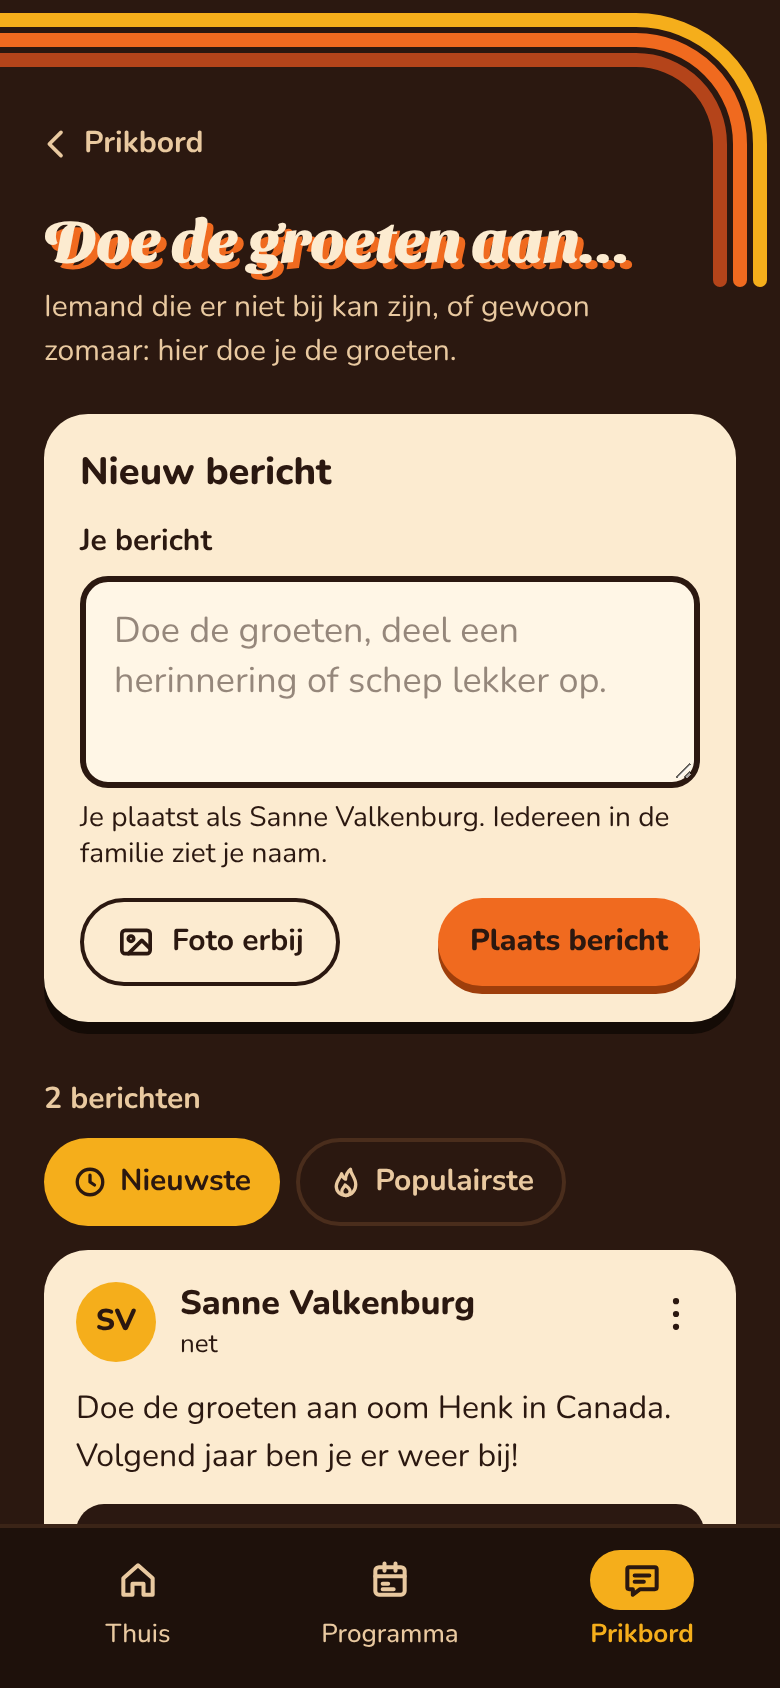 Prikbord
Doe de groeten aan...
Iemand die er niet bij kan zijn, of gewoon
zomaar: hier doe je de groeten.
Nieuw bericht
Je bericht
Doe de groeten, deel een
herinnering of schep lekker op.
Je plaatst als Sanne Valkenburg. Iedereen in de
familie ziet je naam.
Foto erbij
Plaats bericht
2 berichten
Nieuwste
Populairste
SV
Sanne Valkenburg
net
Doe de groeten aan oom Henk in Canada.
Volgend jaar ben je er weer bij!
Thuis
Programma
Prikbord